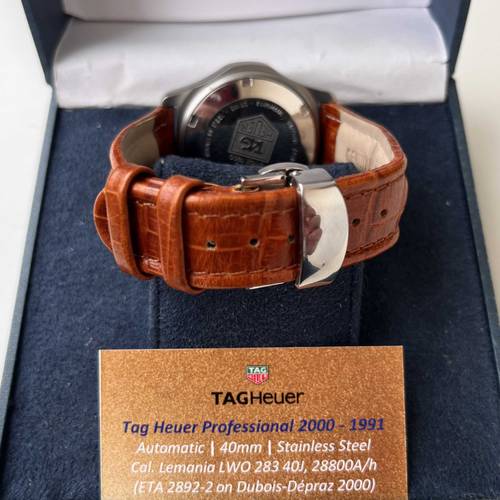 TAG
TAG
HEUER
TAGHeuer
Tag Heuer Professional 2000 - 1991
Automatic | 40mm | Stainless Steel
Cal. Lemania LWO 283 40J, 28800A/h
(ETA 2892-2 on Dubois-Dépraz 2000)